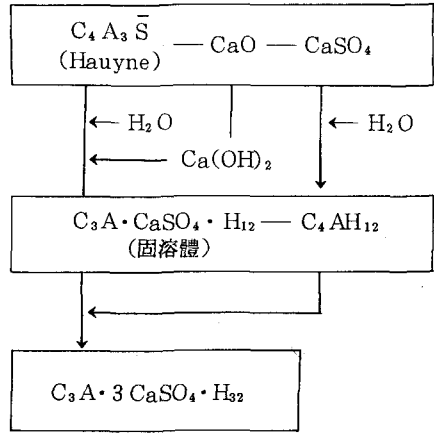 C₄A₃S̅ — CaO — CaSO₄
(Hauyne)
← H₂O ← H₂O
← Ca(OH)₂
C₃A・CaSO₄・H₁₂ — C₄AH₁₂
(固溶體)
C₃A・3CaSO₄・H₃₂